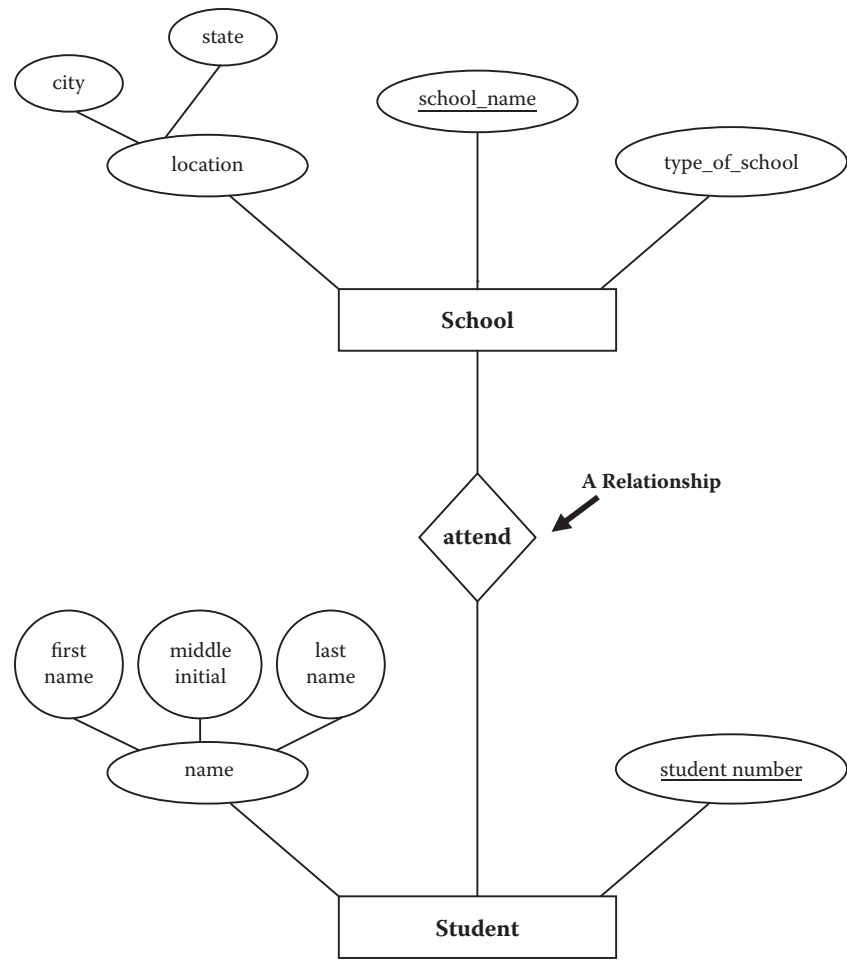 state
city
school_name
type_of_school
location
School
A Relationship
attend
first
name
middle
initial
last
name
name
student number
Student